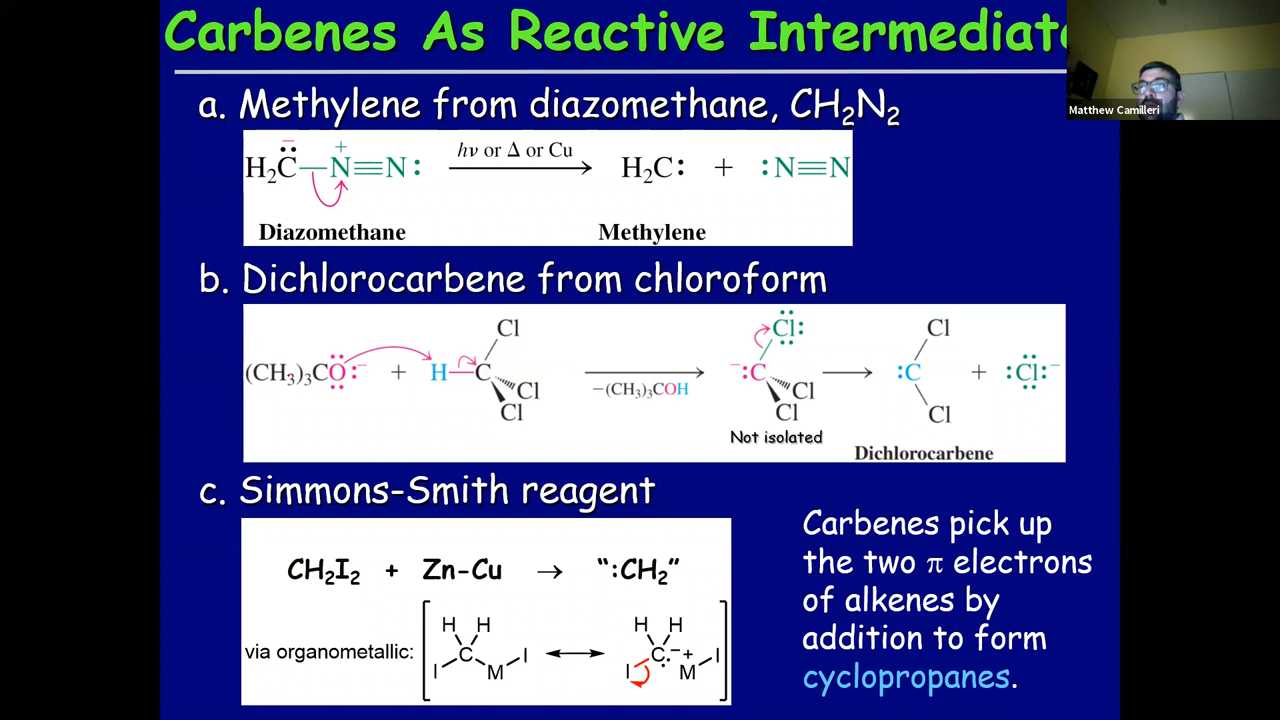 Carbenes As Reactive Intermediate
Matthew Camilleri
a. Methylene from diazomethane, CH₂N₂
H₂C̈⁻—N⁺≡N: hν or Δ or Cu → H₂C: + :N≡N
Diazomethane Methylene
b. Dichlorocarbene from chloroform
Cl Cl: Cl
(CH₃)₃CO:⁻ + H—C → ⁻:C → :C + :Cl:⁻
−(CH₃)₃COH
Cl Cl
Cl Cl Cl
Not isolated
Dichlorocarbene
c. Simmons-Smith reagent
CH₂I₂ + Zn-Cu → “:CH₂”
H H H H
via organometallic: C ↔ C:⁻ +
I M I I M I
Carbenes pick up
the two π electrons
of alkenes by
addition to form
cyclopropanes.